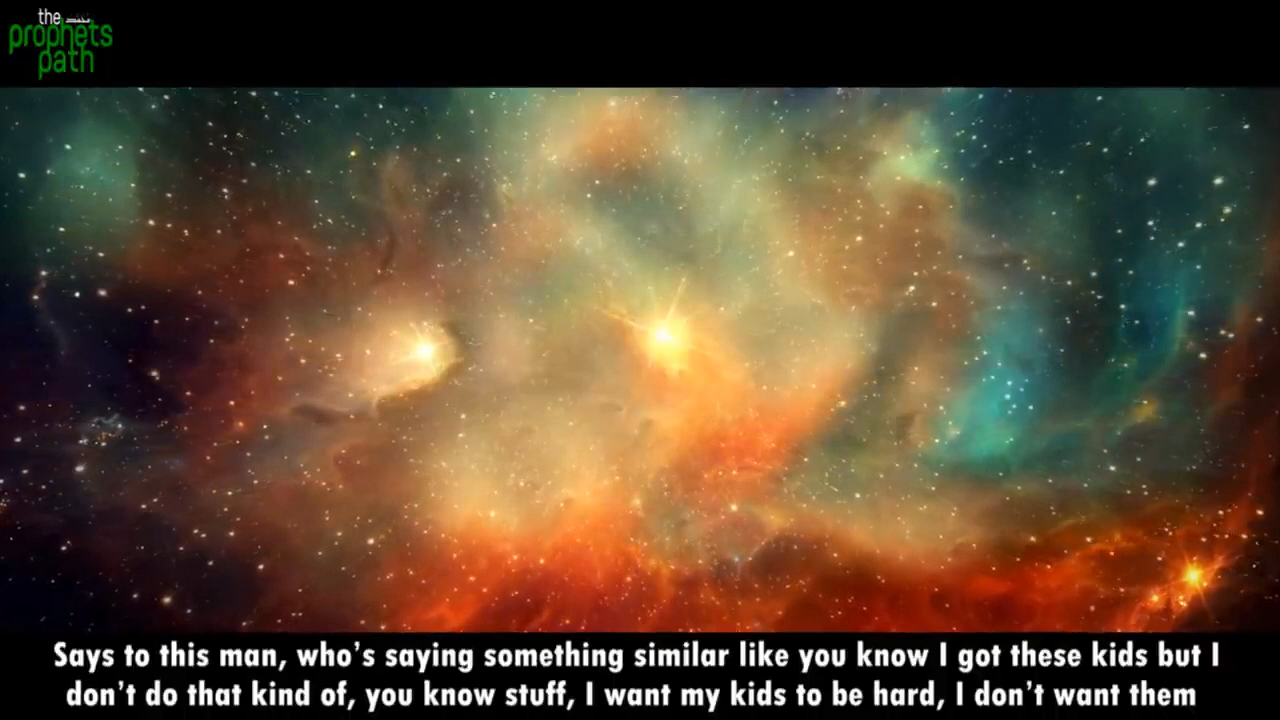 the
prophets
path
Says to this man, who's saying something similar like you know I got these kids but I
don't do that kind of, you know stuff, I want my kids to be hard, I don't want them